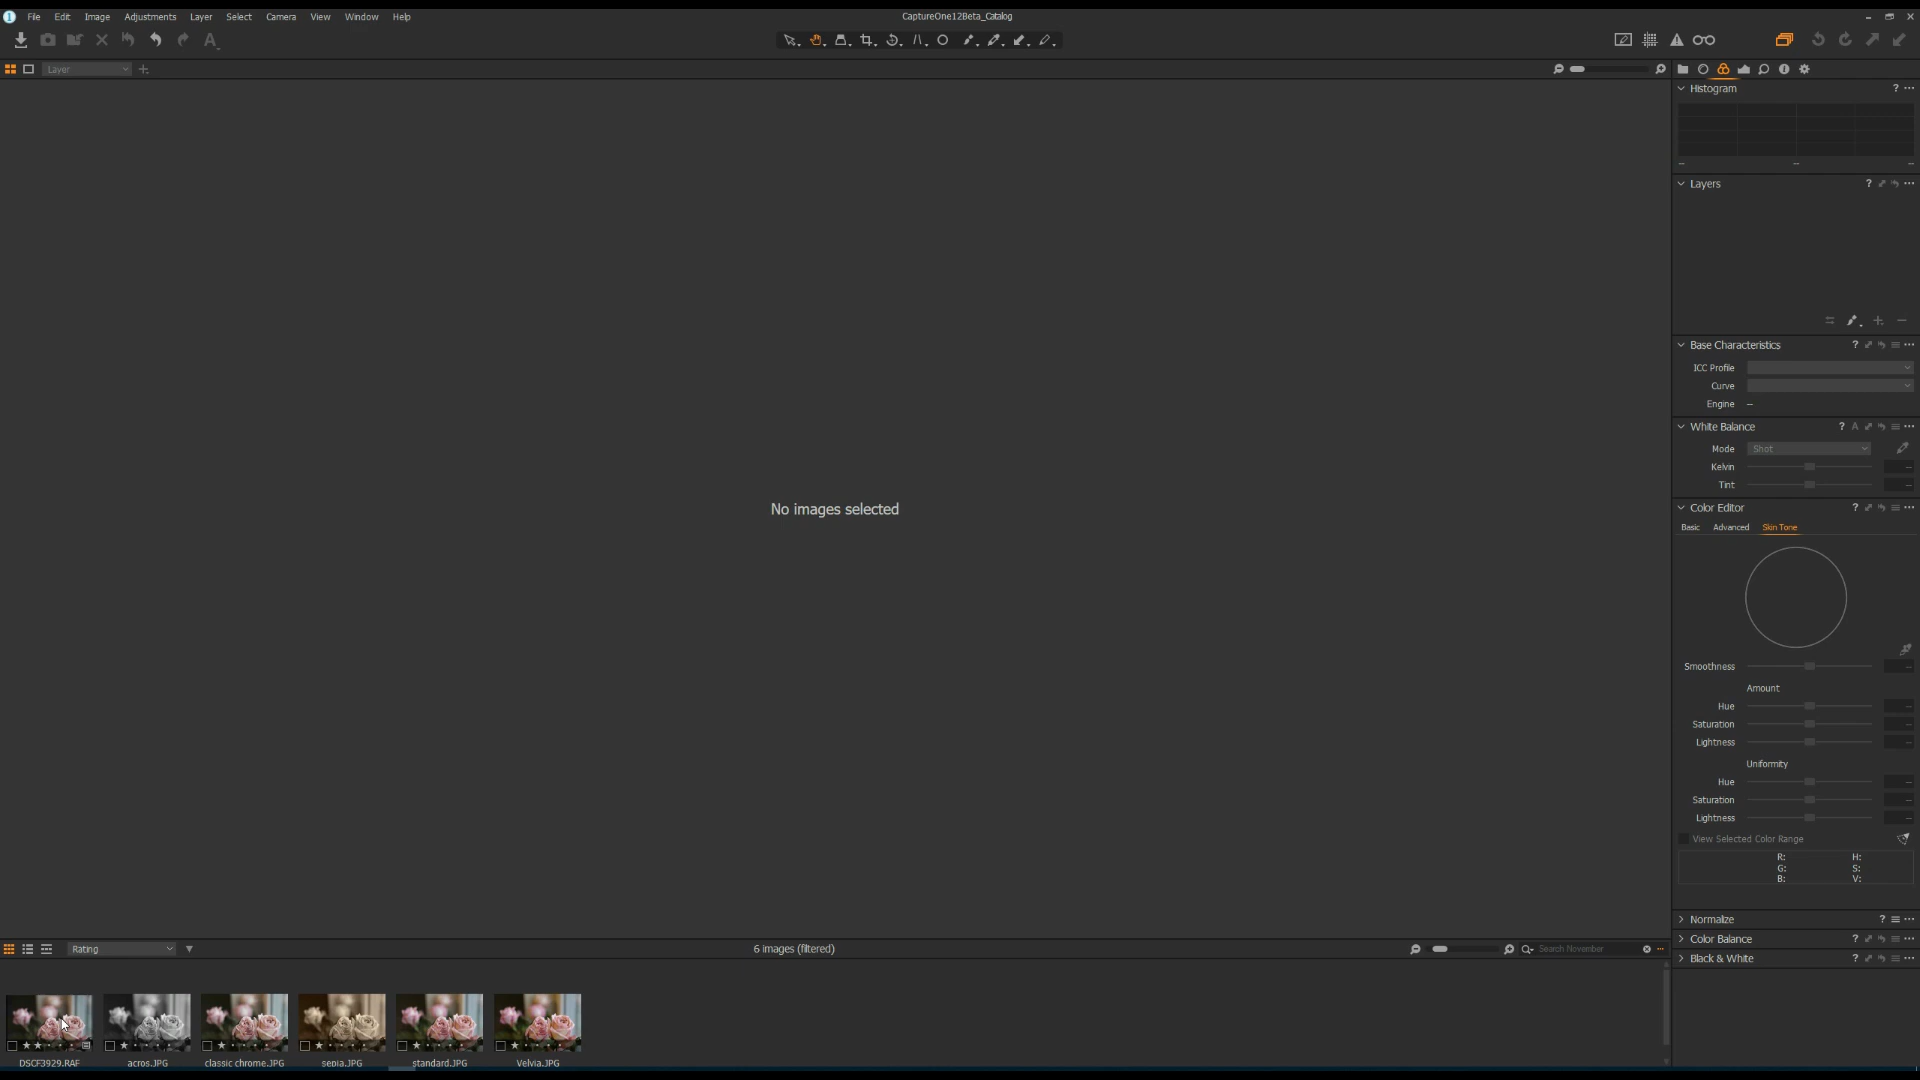 File Edit Image Adjustments Layer Select Camera View Window Help
CaptureOne12Beta_Catalog
Layer
Histogram
Layers
Base Characteristics
ICC Profile
Curve
Engine --
White Balance
Mode Shot
Kelvin
Tint
Color Editor
Basic Advanced Skin Tone
Smoothness
Amount
Hue
Saturation
Lightness
Uniformity
Hue
Saturation
Lightness
View Selected Color Range
R: H:
G: S:
B: V:
Normalize
Color Balance
Black & White
No images selected
Rating
6 images (filtered)
Search November
DSCF3929.RAF
acros.JPG
classic chrome.JPG
sepia.JPG
standard.JPG
Velvia.JPG